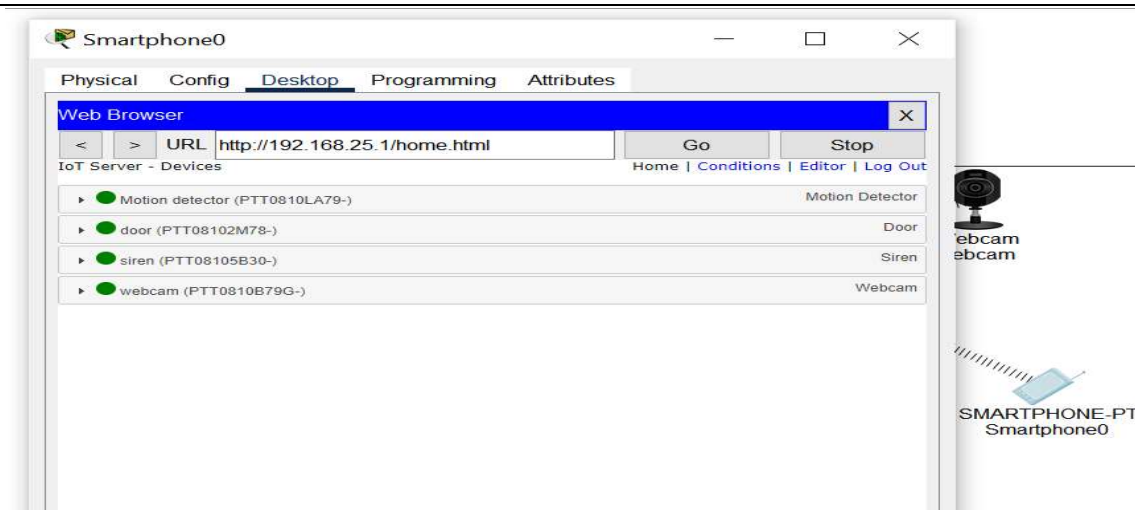 Smartphone0
Physical Config Desktop Programming Attributes
Web Browser X
< > URL http://192.168.25.1/home.html Go Stop
IoT Server - Devices Home | Conditions | Editor | Log Out
Motion detector (PTT0810LA79-) Motion Detector
door (PTT08102M78-) Door
siren (PTT08105B30-) Siren
webcam (PTT0810B79G-) Webcam
ebcam
ebcam
SMARTPHONE-PT
Smartphone0